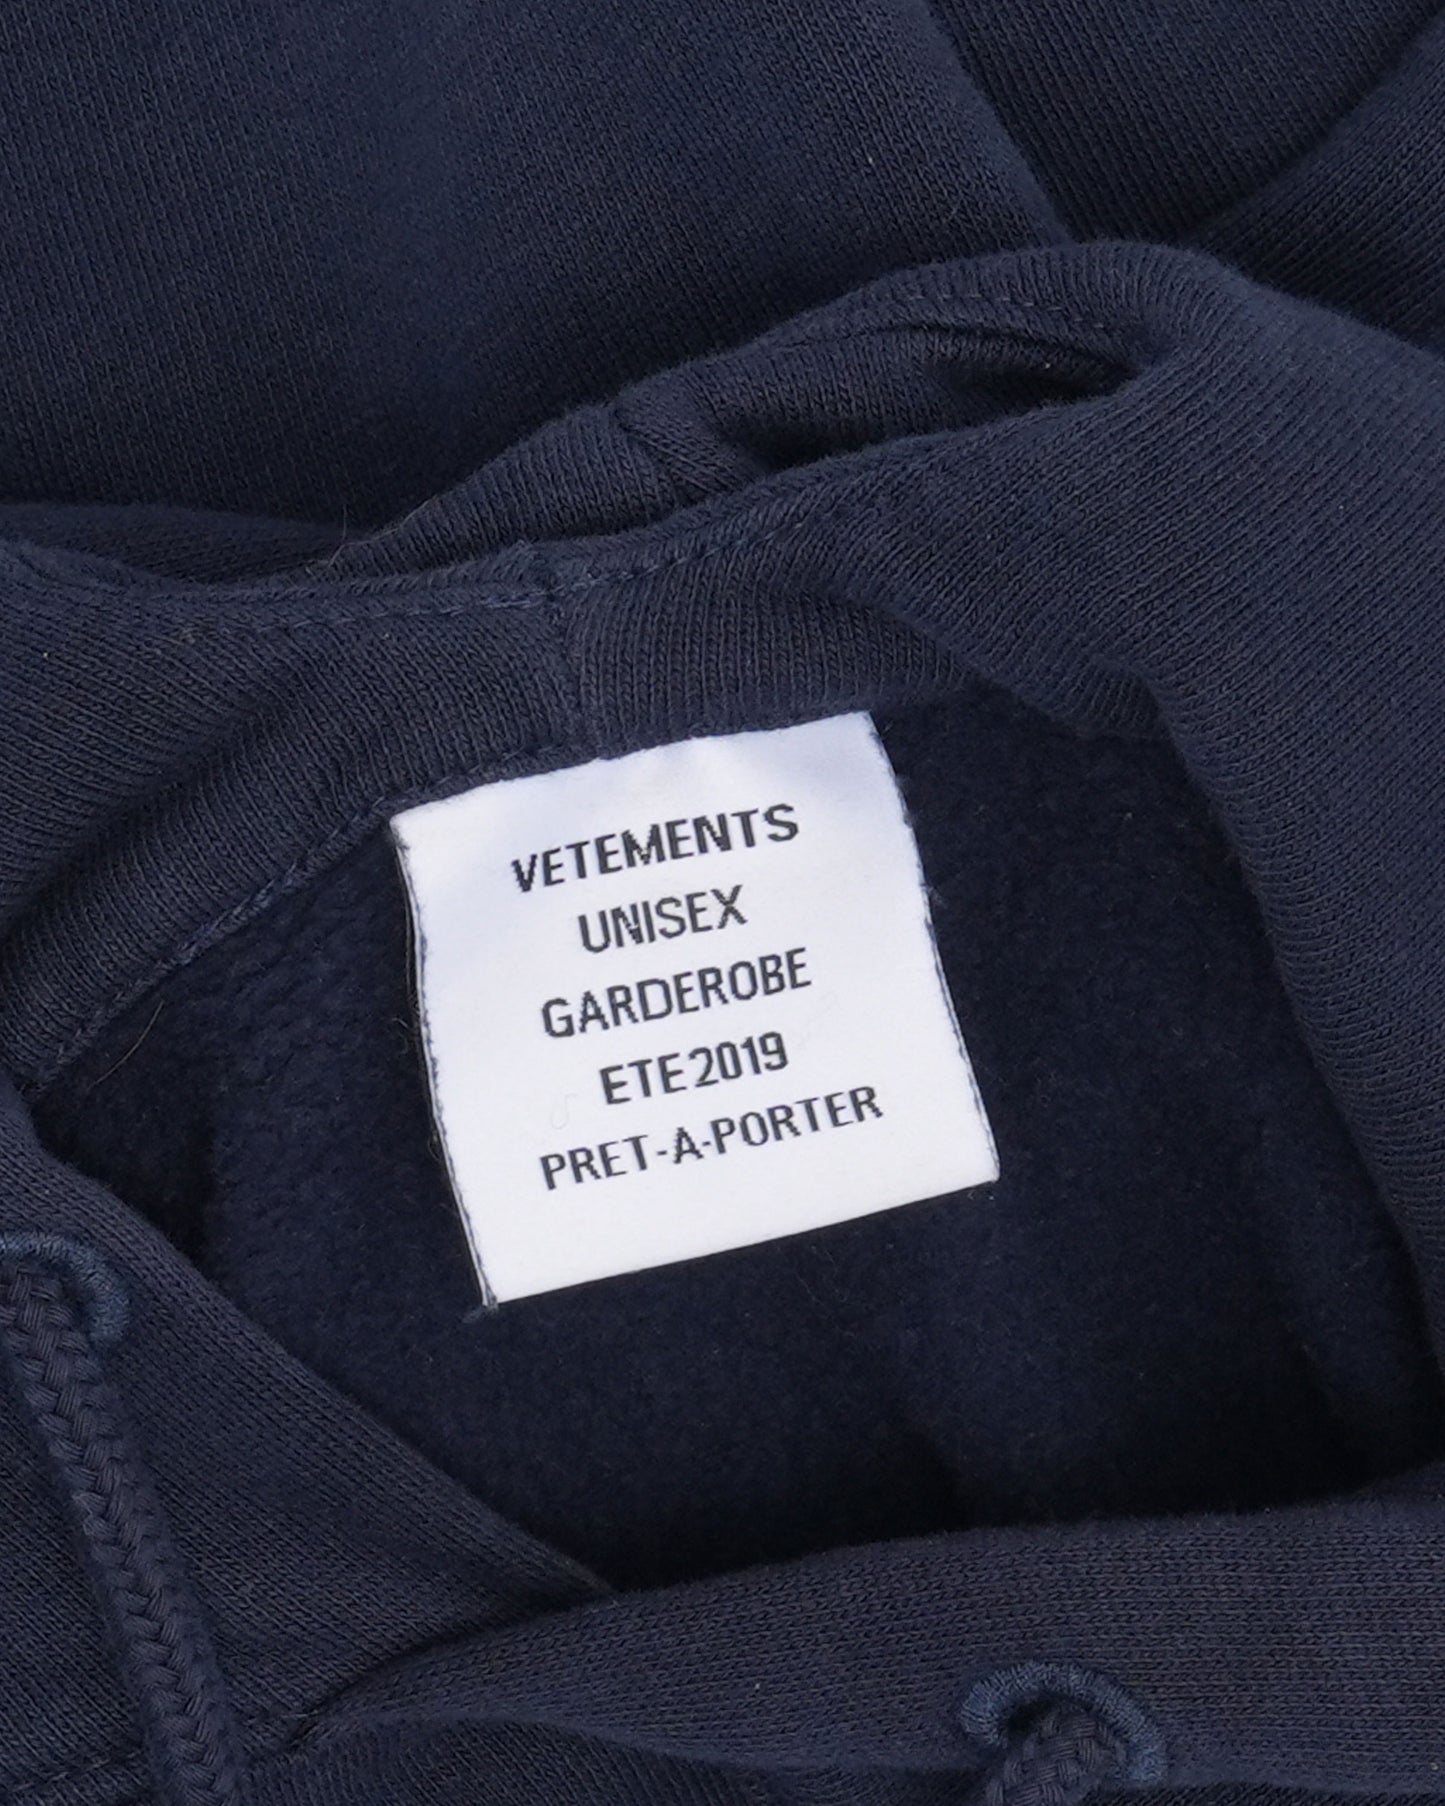 VETEMENTS
UNISEX
GARDEROBE
ETE 2019
PRET-A-PORTER